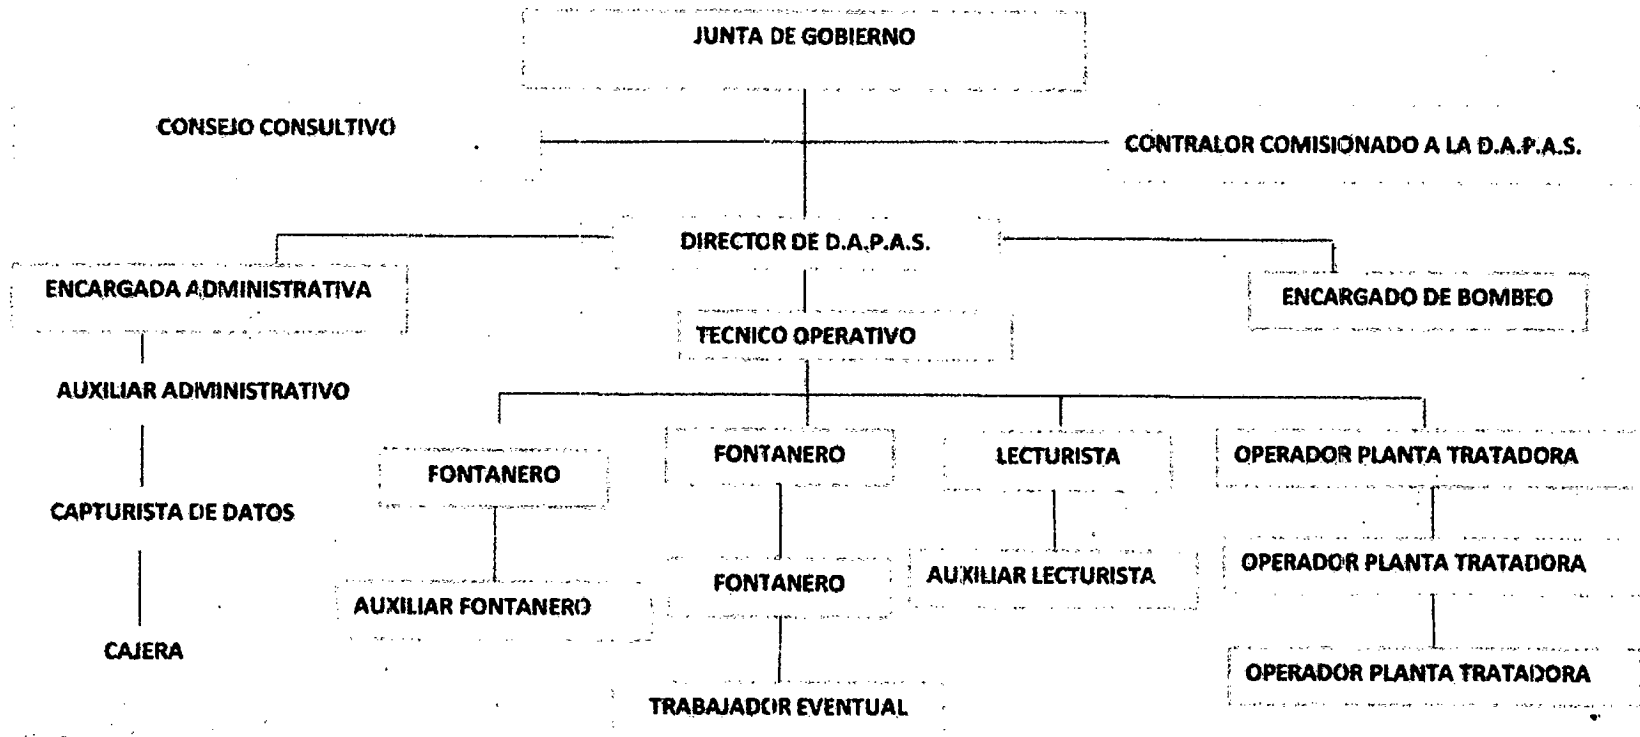 JUNTA DE GOBIERNO
CONSEJO CONSULTIVO
CONTRALOR COMISIONADO A LA D.A.P.A.S.
DIRECTOR DE D.A.P.A.S.
ENCARGADA ADMINISTRATIVA
ENCARGADO DE BOMBEO
TECNICO OPERATIVO
AUXILIAR ADMINISTRATIVO
FONTANERO
FONTANERO
LECTURISTA
OPERADOR PLANTA TRATADORA
CAPTURISTA DE DATOS
AUXILIAR FONTANERO
FONTANERO
AUXILIAR LECTURISTA
OPERADOR PLANTA TRATADORA
CAJERA
OPERADOR PLANTA TRATADORA
TRABAJADOR EVENTUAL